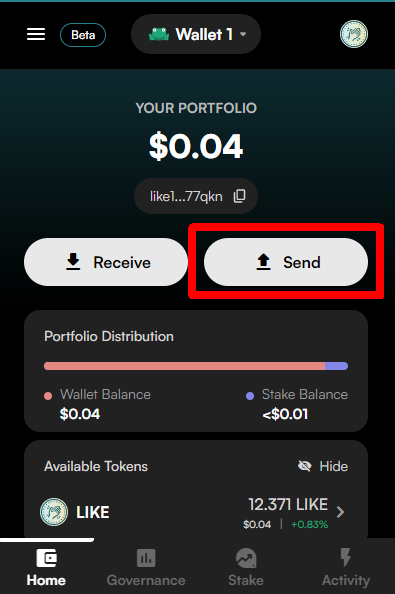 Beta
Wallet 1
YOUR PORTFOLIO
$0.04
like1...77qkn
Receive
Send
Portfolio Distribution
Wallet Balance
$0.04
Stake Balance
<$0.01
Available Tokens
Hide
LIKE
12.371 LIKE
$0.04 | +0.83%
Home
Governance
Stake
Activity